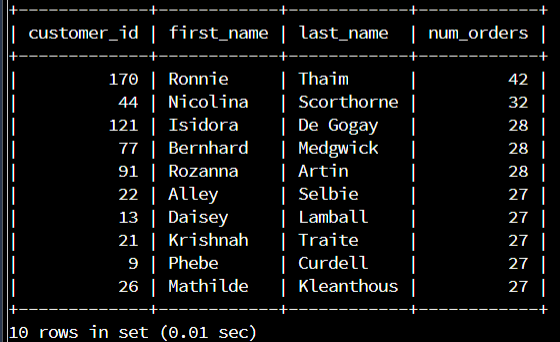 +-------------+------------+------------+------------+
| customer_id | first_name | last_name  | num_orders |
+-------------+------------+------------+------------+
|         170 | Ronnie     | Thaim      |         42 |
|          44 | Nicolina   | Scorthorne |         32 |
|         121 | Isidora    | De Gogay   |         28 |
|          77 | Bernhard   | Medgwick   |         28 |
|          91 | Rozanna    | Artin      |         28 |
|          22 | Alley      | Selbie     |         27 |
|          13 | Daisey     | Lamball    |         27 |
|          21 | Krishnah   | Traite     |         27 |
|           9 | Phebe      | Curdell    |         27 |
|          26 | Mathilde   | Kleanthous |         27 |
+-------------+------------+------------+------------+
10 rows in set (0.01 sec)